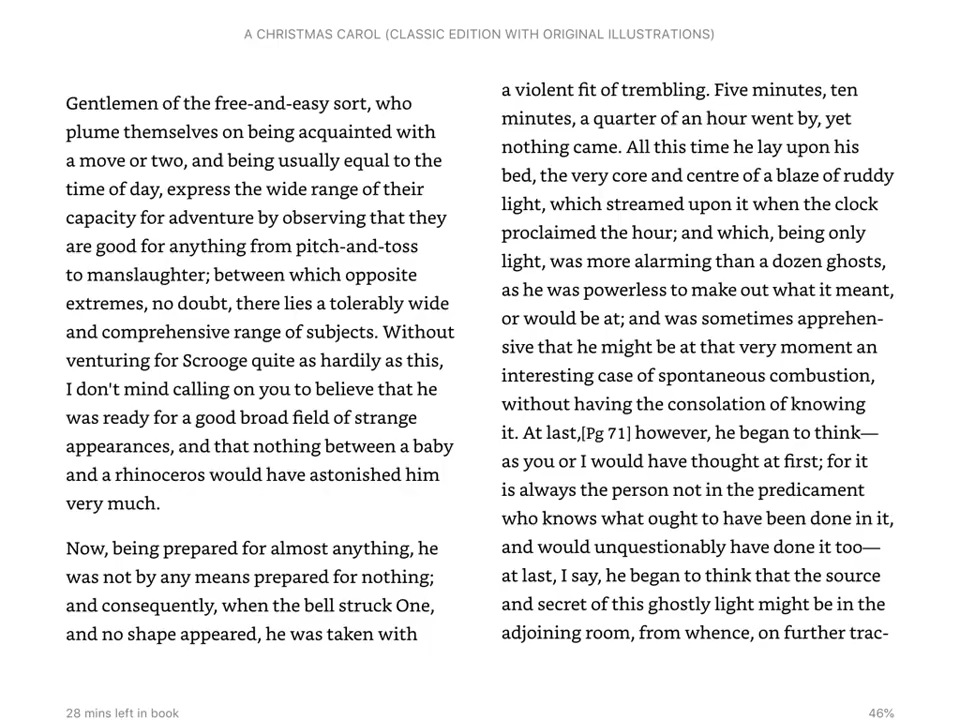 A CHRISTMAS CAROL (CLASSIC EDITION WITH ORIGINAL ILLUSTRATIONS)
Gentlemen of the free-and-easy sort, who
plume themselves on being acquainted with
a move or two, and being usually equal to the
time of day, express the wide range of their
capacity for adventure by observing that they
are good for anything from pitch-and-toss
to manslaughter; between which opposite
extremes, no doubt, there lies a tolerably wide
and comprehensive range of subjects. Without
venturing for Scrooge quite as hardily as this,
I don't mind calling on you to believe that he
was ready for a good broad field of strange
appearances, and that nothing between a baby
and a rhinoceros would have astonished him
very much.
Now, being prepared for almost anything, he
was not by any means prepared for nothing;
and consequently, when the bell struck One,
and no shape appeared, he was taken with
a violent fit of trembling. Five minutes, ten
minutes, a quarter of an hour went by, yet
nothing came. All this time he lay upon his
bed, the very core and centre of a blaze of ruddy
light, which streamed upon it when the clock
proclaimed the hour; and which, being only
light, was more alarming than a dozen ghosts,
as he was powerless to make out what it meant,
or would be at; and was sometimes apprehen-
sive that he might be at that very moment an
interesting case of spontaneous combustion,
without having the consolation of knowing
it. At last,[Pg 71] however, he began to think—
as you or I would have thought at first; for it
is always the person not in the predicament
who knows what ought to have been done in it,
and would unquestionably have done it too—
at last, I say, he began to think that the source
and secret of this ghostly light might be in the
adjoining room, from whence, on further trac-
28 mins left in book
46%